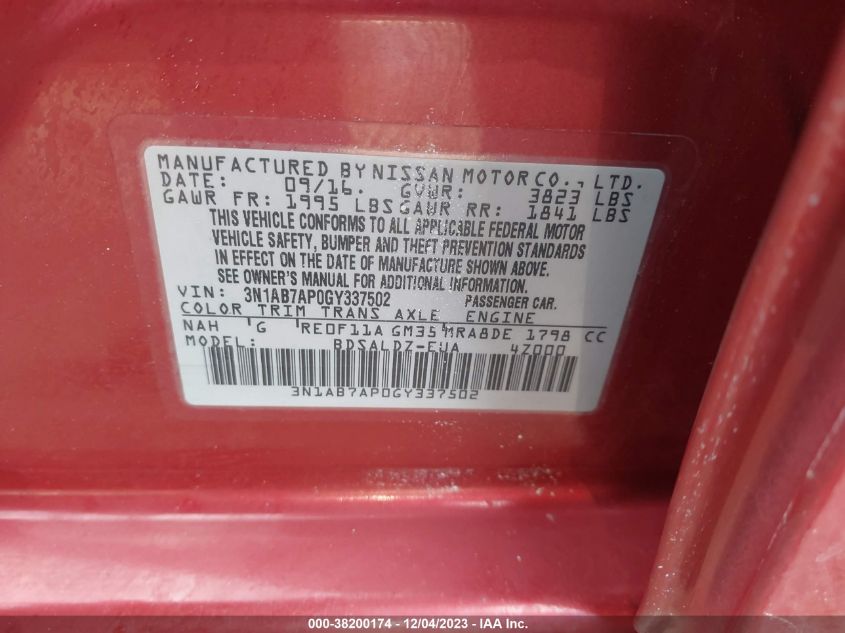 MANUFACTURED BY NISSAN MOTOR CO., LTD.
DATE: 09/16. GVWR: 3823 LBS
GAWR FR: 1995 LBS GAWR RR: 1841 LBS
THIS VEHICLE CONFORMS TO ALL APPLICABLE FEDERAL MOTOR
VEHICLE SAFETY, BUMPER AND THEFT PREVENTION STANDARDS
IN EFFECT ON THE DATE OF MANUFACTURE SHOWN ABOVE.
SEE OWNER'S MANUAL FOR ADDITIONAL INFORMATION.
VIN: 3N1AB7AP0GY337502 PASSENGER CAR.
COLOR TRIM TRANS AXLE ENGINE
NAH G RE0F11A GM35 MRA8DE 1798 CC
MODEL: BDSALDZ-EUA 4Z000
3N1AB7AP0GY337502
000-38200174 - 12/04/2023 - IAA Inc.